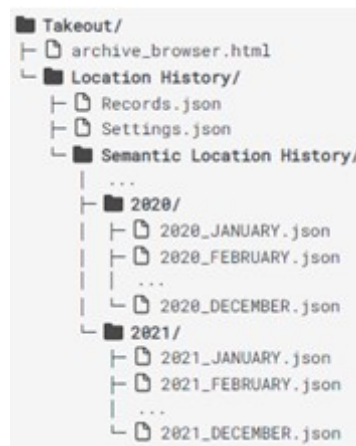 Takeout/
archive_browser.html
Location History/
Records.json
Settings.json
Semantic Location History/
...
2020/
2020_JANUARY.json
2020_FEBRUARY.json
...
2020_DECEMBER.json
2021/
2021_JANUARY.json
2021_FEBRUARY.json
...
2021_DECEMBER.json